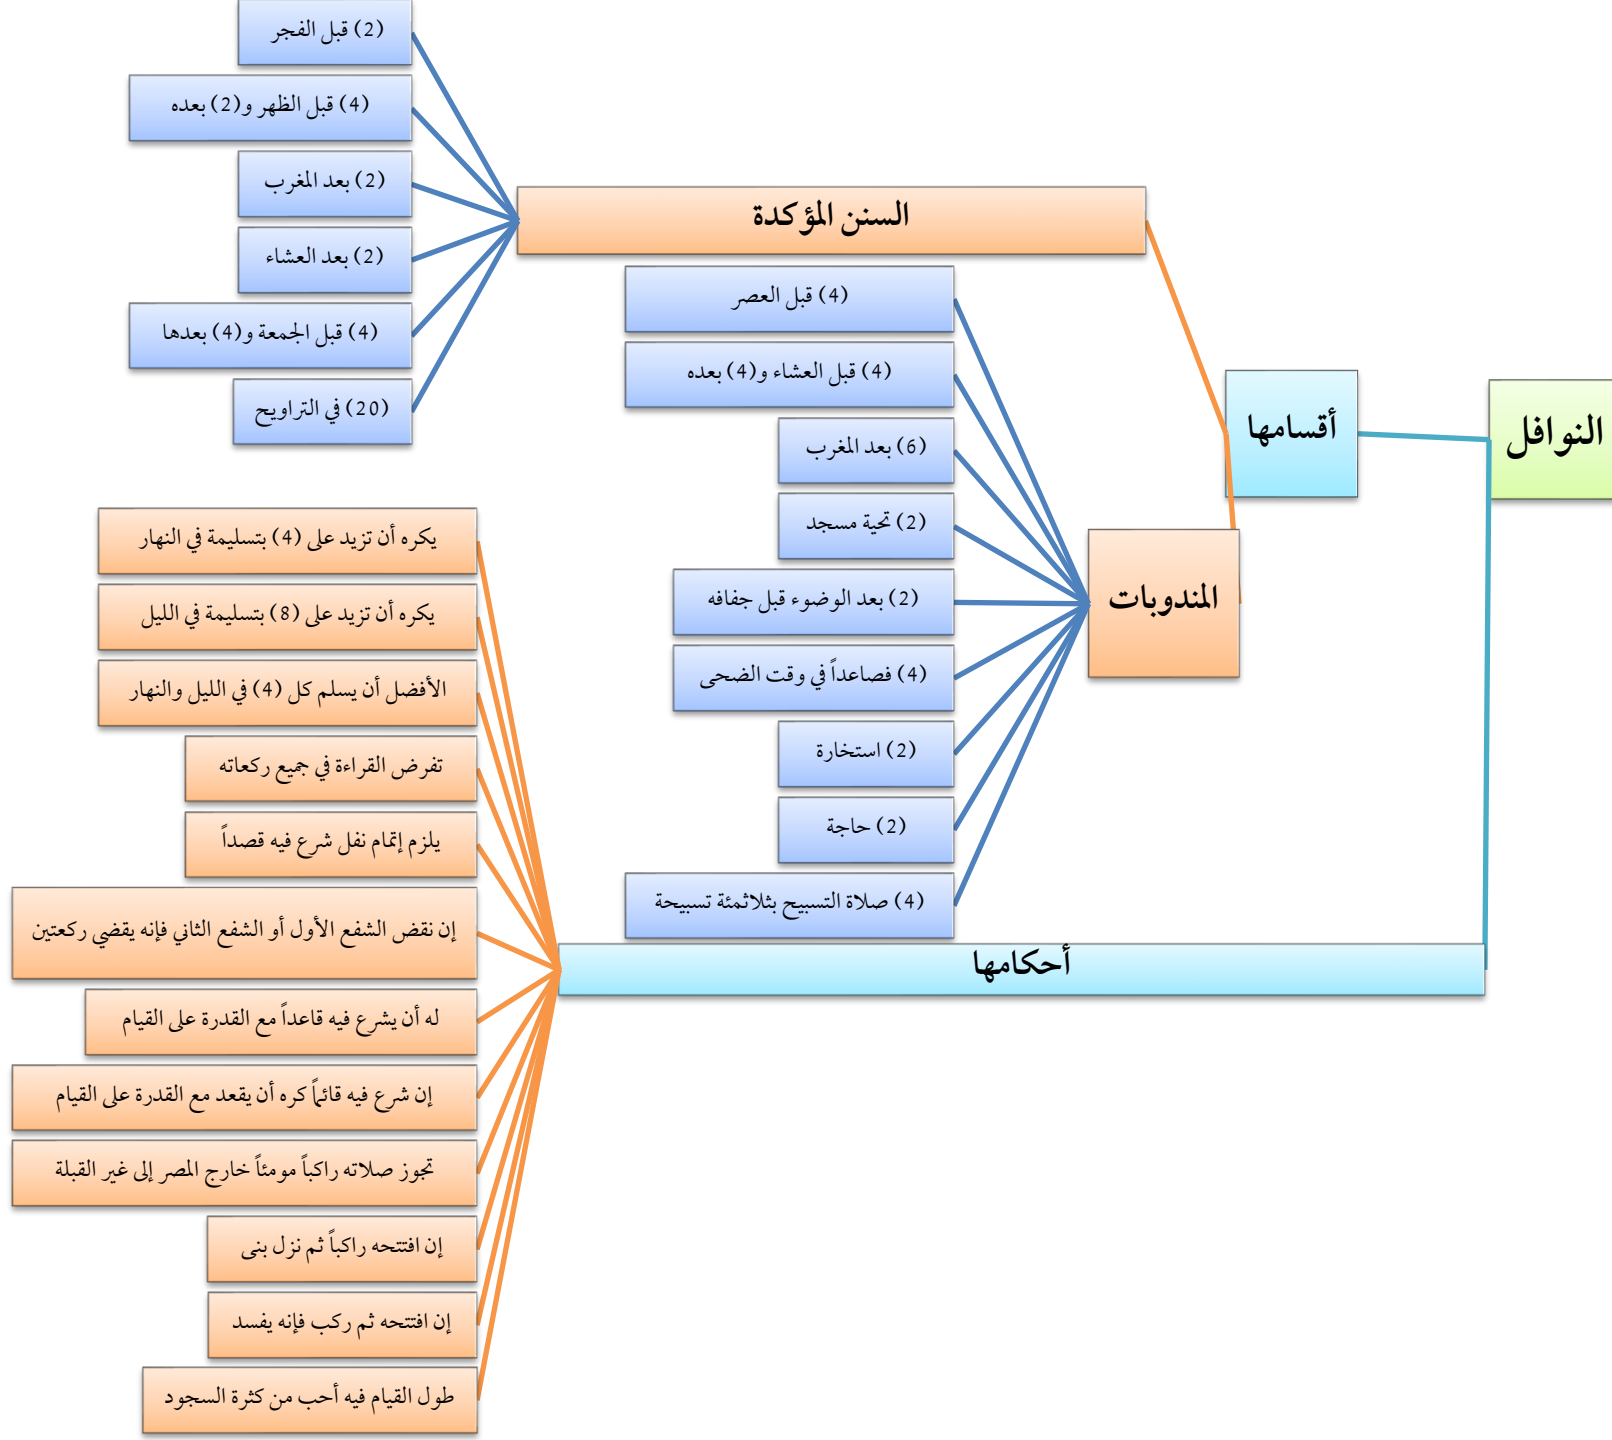 النوافل
أقسامها
السنن المؤكدة
(2) قبل الفجر
(4) قبل الظهر و(2) بعده
(2) بعد المغرب
(2) بعد العشاء
(4) قبل الجمعة و(4) بعدها
(20) في التراويح
المندوبات
(4) قبل العصر
(4) قبل العشاء و(4) بعده
(6) بعد المغرب
(2) تحية مسجد
(2) بعد الوضوء قبل جفافه
(4) فصاعداً في وقت الضحى
(2) استخارة
(2) حاجة
(4) صلاة التسبيح بثلاثمئة تسبيحة
أحكامها
يكره أن تزيد على (4) بتسليمة في النهار
يكره أن تزيد على (8) بتسليمة في الليل
الأفضل أن يسلم كل (4) في الليل والنهار
تفرض القراءة في جميع ركعاته
يلزم إتمام نفل شرع فيه قصداً
إن نقض الشفع الأول أو الشفع الثاني فإنه يقضي ركعتين
له أن يشرع فيه قاعداً مع القدرة على القيام
إن شرع فيه قائماً كره أن يقعد مع القدرة على القيام
تجوز صلاته راكباً مومئاً خارج المصر إلى غير القبلة
إن افتتحه راكباً ثم نزل بنى
إن افتتحه ثم ركب فإنه يفسد
طول القيام فيه أحب من كثرة السجود